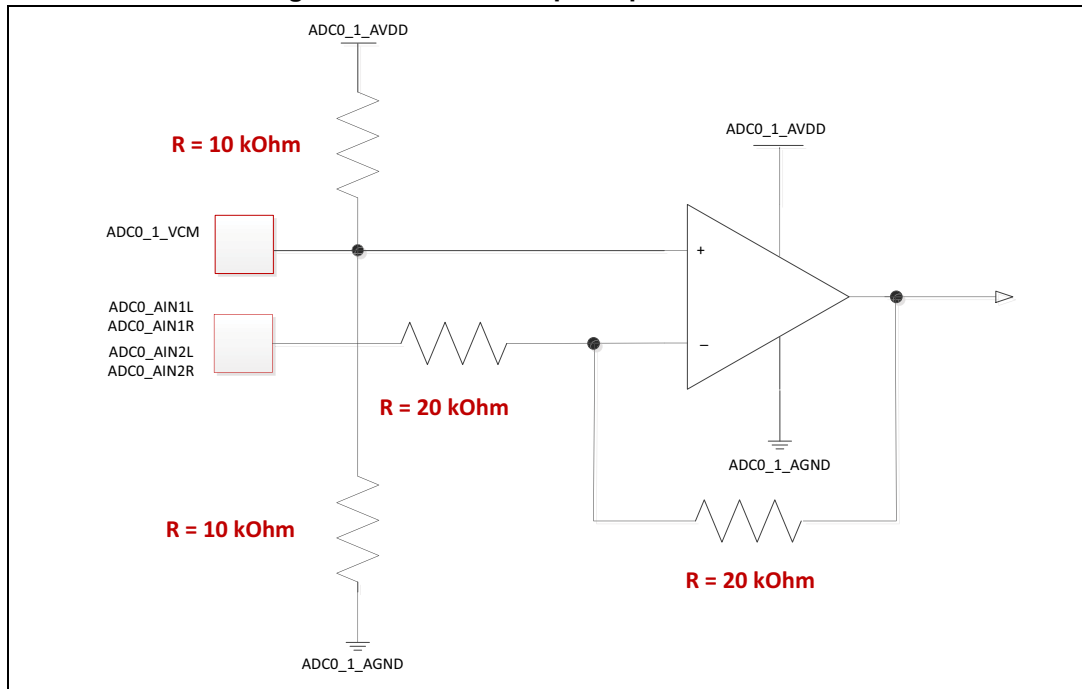 ADC0_1_AVDD
R = 10 kOhm
ADC0_1_AVDD
ADC0_1_VCM
+
ADC0_AIN1L
ADC0_AIN1R
ADC0_AIN2L
ADC0_AIN2R
–
R = 20 kOhm
ADC0_1_AGND
R = 10 kOhm
R = 20 kOhm
ADC0_1_AGND